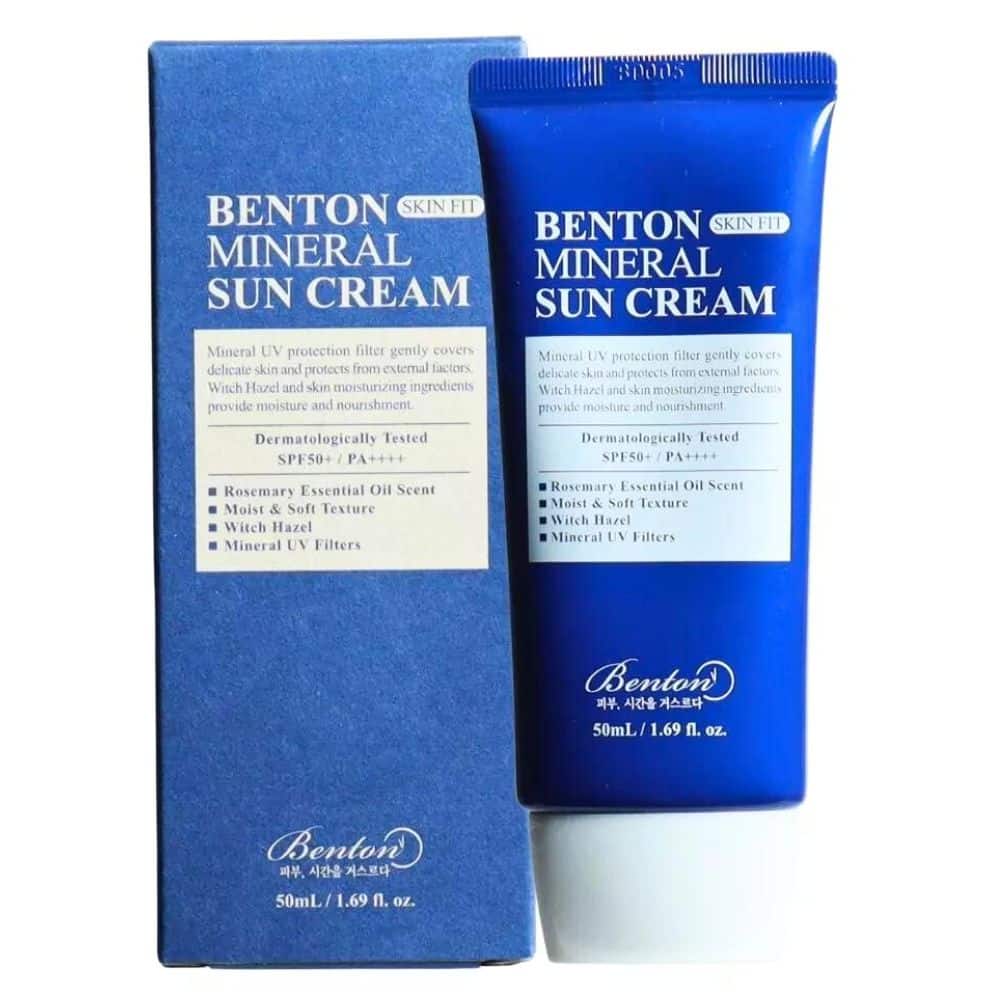 BENTON SKIN FIT
MINERAL
SUN CREAM
Mineral UV protection filter gently covers
delicate skin and protects from external factors.
Witch Hazel and skin moisturizing ingredients
provide moisture and nourishment.
Dermatologically Tested
SPF50+ / PA++++
■ Rosemary Essential Oil Scent
■ Moist & Soft Texture
■ Witch Hazel
■ Mineral UV Filters
Benton
피부, 시간을 거스르다
50mL / 1.69 fl. oz.
B0005
BENTON SKIN FIT
MINERAL
SUN CREAM
Mineral UV protection filter gently covers
delicate skin and protects from external factors.
Witch Hazel and skin moisturizing ingredients
provide moisture and nourishment.
Dermatologically Tested
SPF50+ / PA++++
■ Rosemary Essential Oil Scent
■ Moist & Soft Texture
■ Witch Hazel
■ Mineral UV Filters
Benton
피부, 시간을 거스르다
50mL / 1.69 fl. oz.